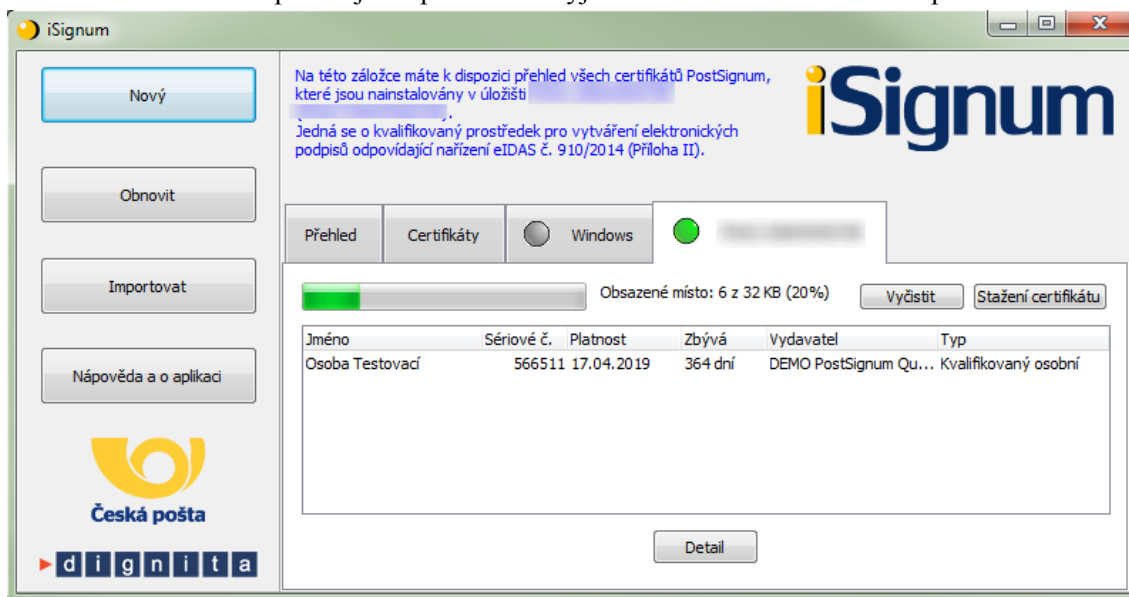 iSignum
Nový
Obnovit
Importovat
Nápověda a o aplikaci
Česká pošta
dignita
Na této záložce máte k dispozici přehled všech certifikátů PostSignum,
které jsou nainstalovány v úložišti
Jedná se o kvalifikovaný prostředek pro vytváření elektronických
podpisů odpovídající nařízení eIDAS č. 910/2014 (Příloha II).
iSignum
Přehled Certifikáty Windows
Obsazené místo: 6 z 32 KB (20%) Vyčistit Stažení certifikátu
Jméno Sériové č. Platnost Zbývá Vydavatel Typ
Osoba Testovací 566511 17.04.2019 364 dní DEMO PostSignum Qu... Kvalifikovaný osobní
Detail